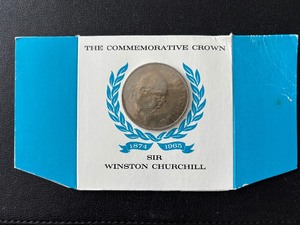 THE COMMEMORATIVE CROWN
1874 1965
SIR
WINSTON CHURCHILL